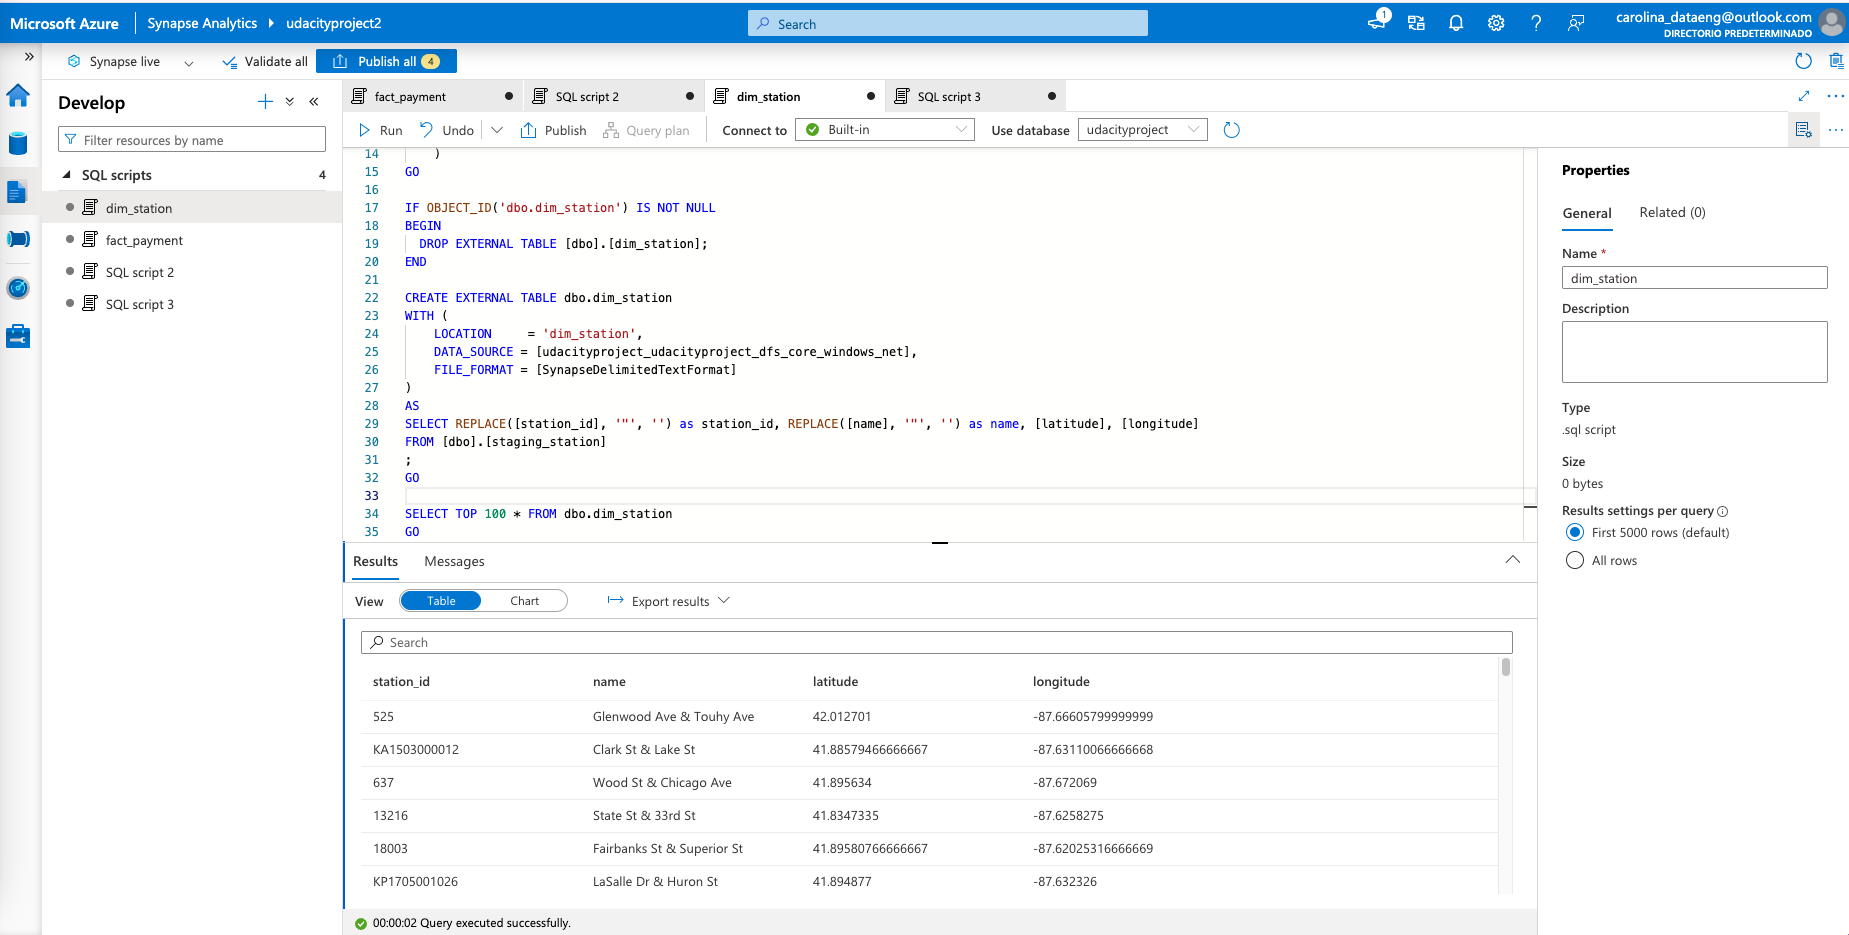 Microsoft Azure
Synapse Analytics
udacityproject2
Search
1
carolina_dataeng@outlook.com
DIRECTORIO PREDETERMINADO
Synapse live
Validate all
Publish all 4
Develop
Filter resources by name
SQL scripts 4
dim_station
fact_payment
SQL script 2
SQL script 3
fact_payment
SQL script 2
dim_station
SQL script 3
Run
Undo
Publish
Query plan
Connect to
Built-in
Use database
udacityproject
14 )
15 GO
16
17 IF OBJECT_ID('dbo.dim_station') IS NOT NULL
18 BEGIN
19 DROP EXTERNAL TABLE [dbo].[dim_station];
20 END
21
22 CREATE EXTERNAL TABLE dbo.dim_station
23 WITH (
24 LOCATION = 'dim_station',
25 DATA_SOURCE = [udacityproject_udacityproject_dfs_core_windows_net],
26 FILE_FORMAT = [SynapseDelimitedTextFormat]
27 )
28 AS
29 SELECT REPLACE([station_id], '"', '') as station_id, REPLACE([name], '"', '') as name, [latitude], [longitude]
30 FROM [dbo].[staging_station]
31 ;
32 GO
33
34 SELECT TOP 100 * FROM dbo.dim_station
35 GO
Results
Messages
View
Table
Chart
Export results
Search
station_id name latitude longitude
525 Glenwood Ave & Touhy Ave 42.012701 -87.66605799999999
KA1503000012 Clark St & Lake St 41.88579466666667 -87.63110066666668
637 Wood St & Chicago Ave 41.895634 -87.672069
13216 State St & 33rd St 41.8347335 -87.6258275
18003 Fairbanks St & Superior St 41.89580766666667 -87.62025316666669
KP1705001026 LaSalle Dr & Huron St 41.894877 -87.632326
00:00:02 Query executed successfully.
Properties
General
Related (0)
Name *
dim_station
Description
Type
.sql script
Size
0 bytes
Results settings per query
First 5000 rows (default)
All rows